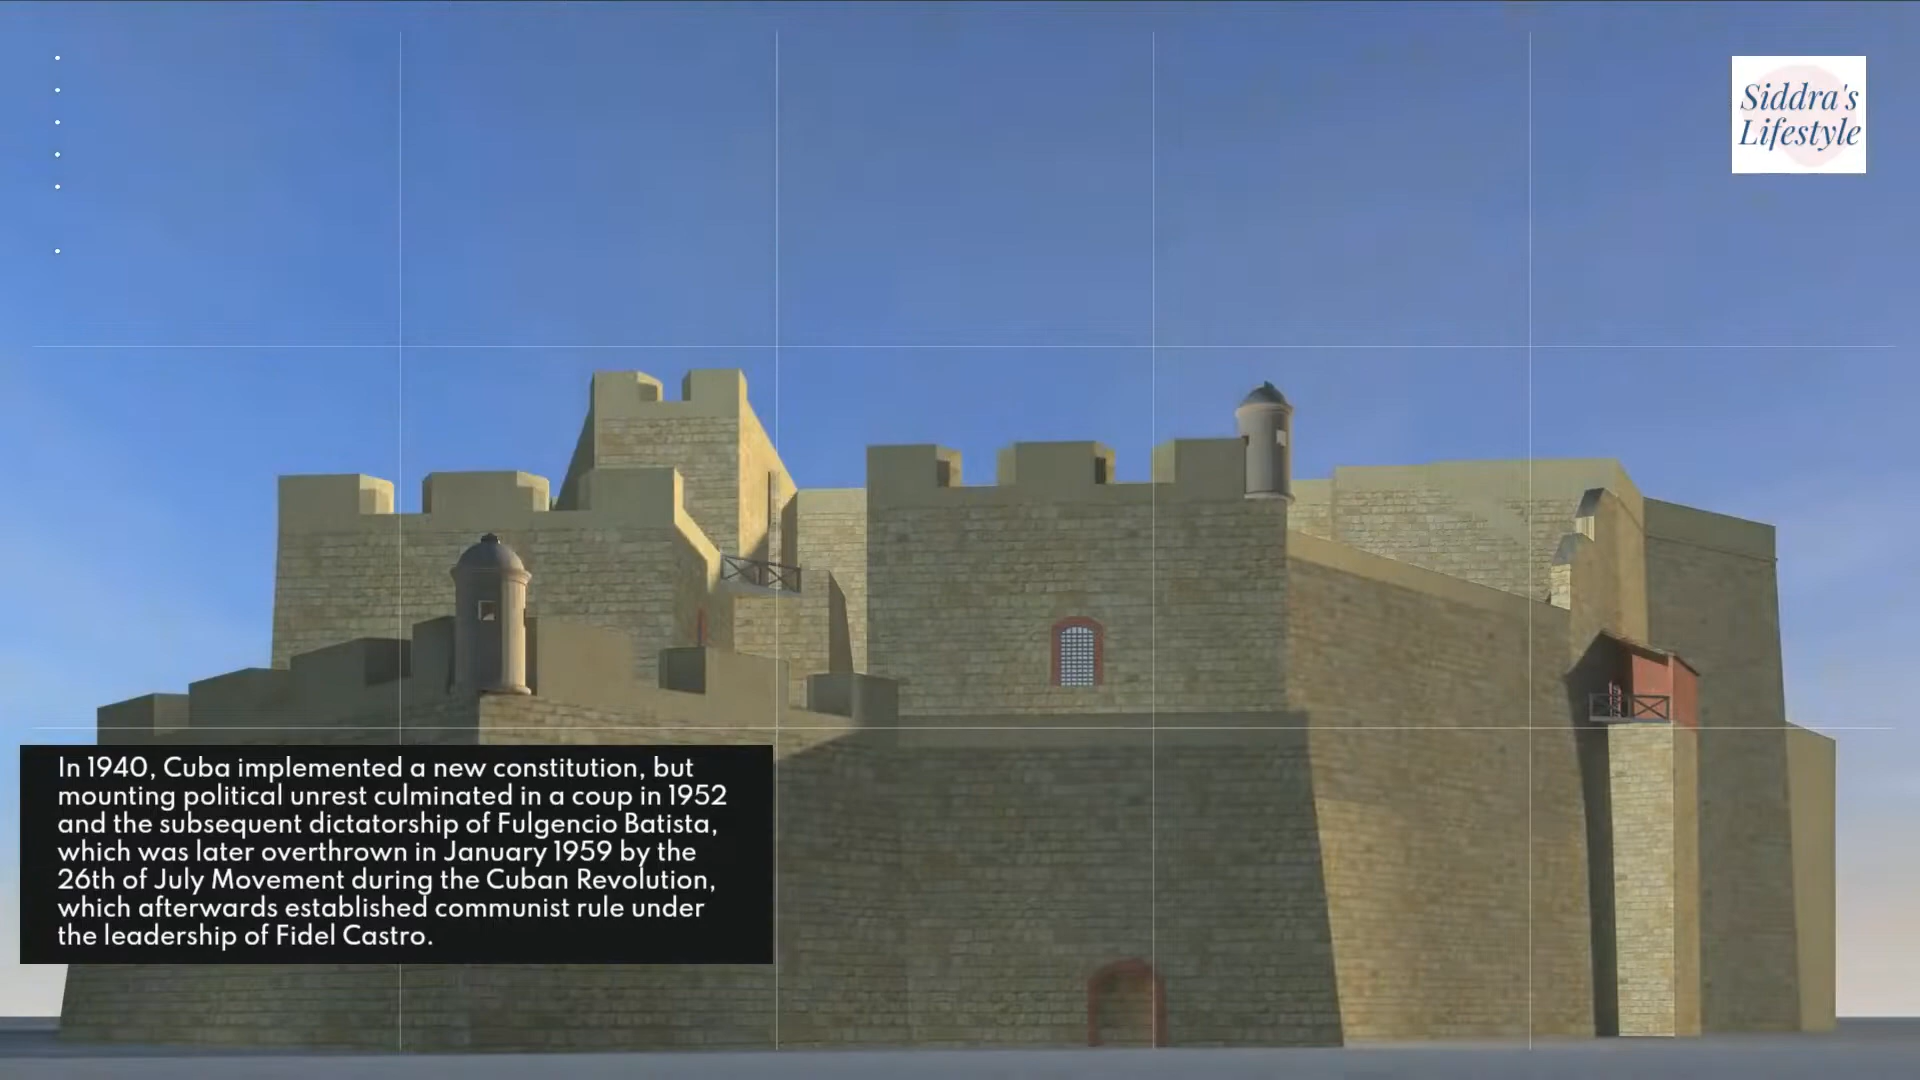 Siddra's
Lifestyle
In 1940, Cuba implemented a new constitution, but
mounting political unrest culminated in a coup in 1952
and the subsequent dictatorship of Fulgencio Batista,
which was later overthrown in January 1959 by the
26th of July Movement during the Cuban Revolution,
which afterwards established communist rule under
the leadership of Fidel Castro.